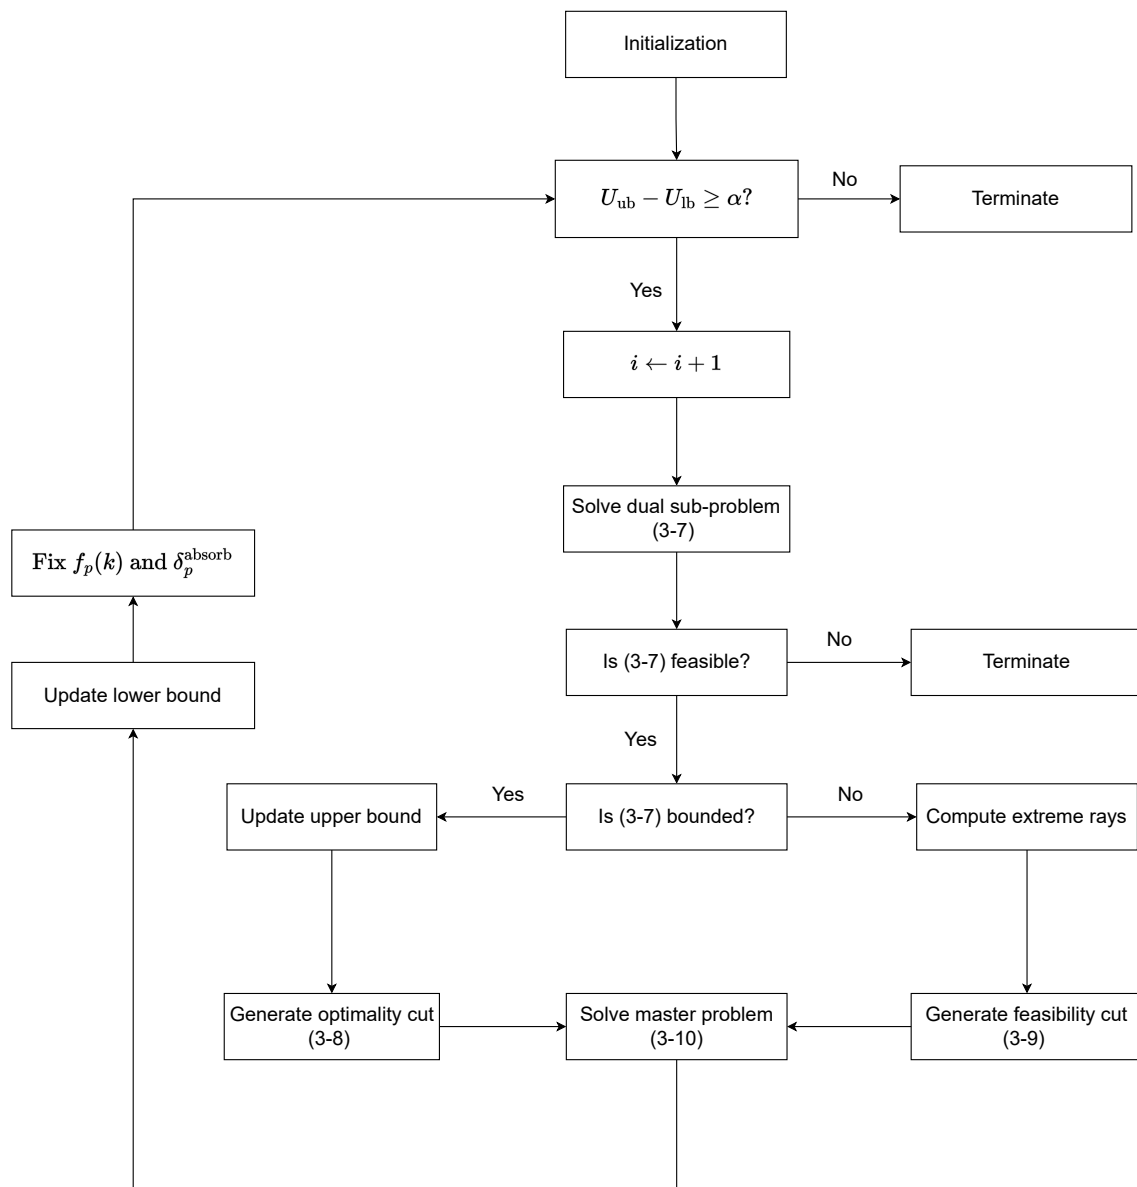 Initialization
U_ub − U_lb ≥ α?
No
Terminate
Yes
i ← i + 1
Solve dual sub-problem
(3-7)
Fix f_p(k) and δ_p^absorb
Is (3-7) feasible?
No
Terminate
Update lower bound
Yes
Update upper bound
Yes
Is (3-7) bounded?
No
Compute extreme rays
Generate optimality cut
(3-8)
Solve master problem
(3-10)
Generate feasibility cut
(3-9)